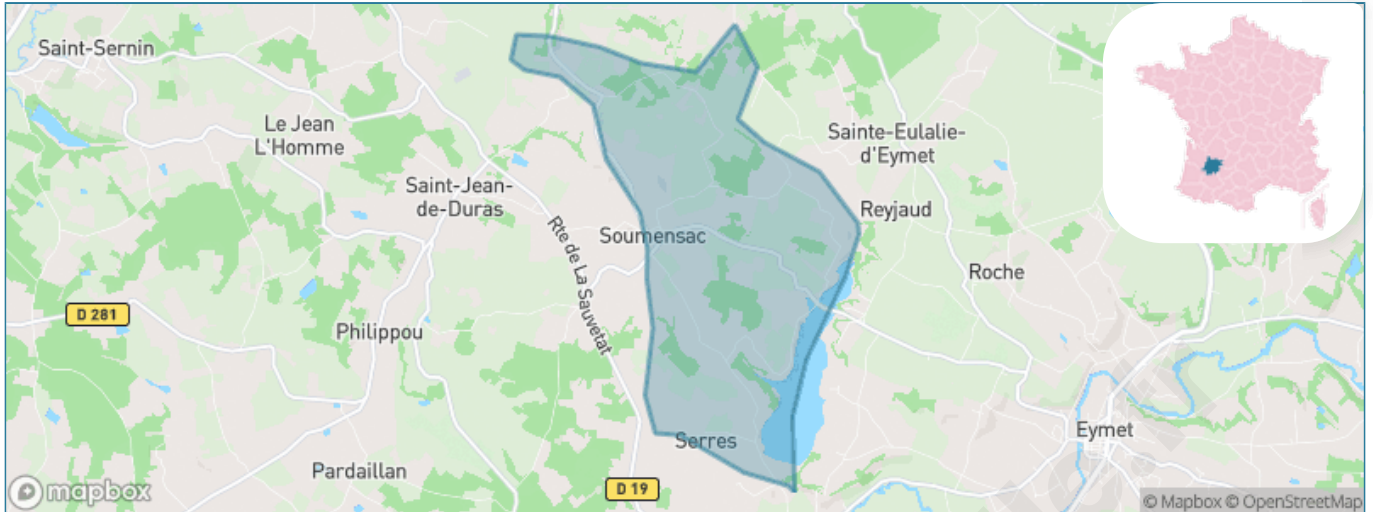 Saint-Sernin
Le Jean
L'Homme
Sainte-Eulalie-
d'Eymet
Saint-Jean-
de-Duras
Reyjaud
Soumensac
Rte de La Sauvetat
Roche
D 281
Philippou
Eymet
Serres
Pardaillan
D 19
mapbox
© Mapbox © OpenStreetMap